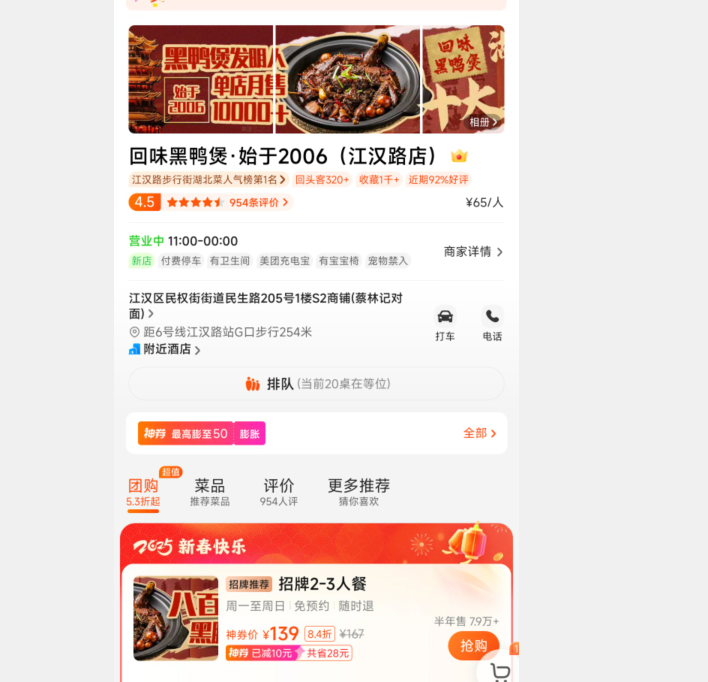 黑鸭煲发明人
始于
2006
单店月售
10000+
回味
黑鸭煲
十大
相册
回味黑鸭煲·始于2006（江汉路店）
江汉路步行街湖北菜人气榜第1名 回头客320+ 收藏1千+ 近期92%好评
4.5 954条评价 ¥65/人
营业中 11:00-00:00
商家详情
新店 付费停车 有卫生间 美团充电宝 有宝宝椅 宠物禁入
江汉区民权街街道民生路205号1楼S2商铺(蔡林记对
面)
距6号线江汉路站G口步行254米
打车 电话
附近酒店
排队 (当前20桌在等位)
神券 最高膨至50 膨胀 全部
超值
团购 菜品 评价 更多推荐
5.3折起 推荐菜品 954人评 猜你喜欢
2025 新春快乐
八百
黑
招牌推荐 招牌2-3人餐
周一至周日 免预约 随时退
半年售 7.9万+
神券价 ¥139 8.4折 ¥167
抢购
神券 已减10元 共省28元
1